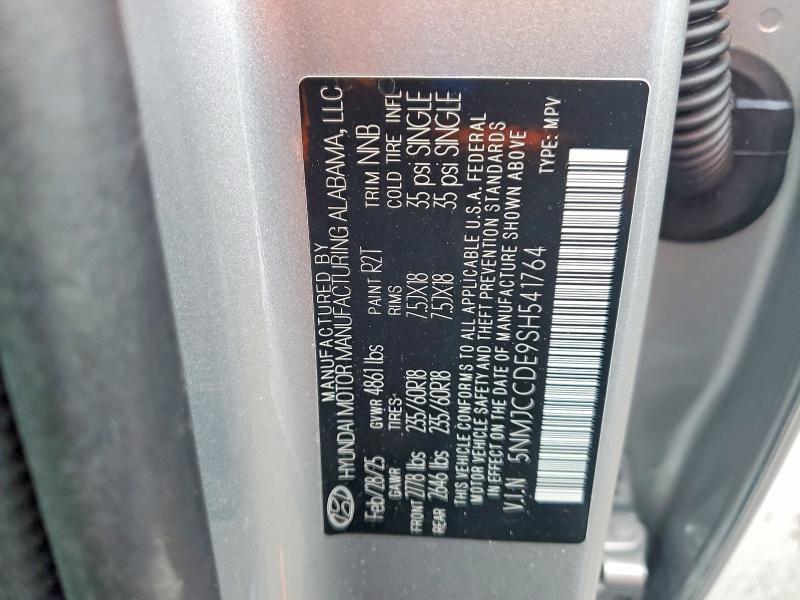 MANUFACTURED BY
HYUNDAI MOTOR MANUFACTURING ALABAMA, LLC
Feb/28/25 GVWR 4861 lbs PAINT R2T TRIM NNB
GAWR TIRES RIMS COLD TIRE INFL
FRONT 2778 lbs 235/60R18 7.5JX18 35 psi SINGLE
REAR 2646 lbs 235/60R18 7.5JX18 35 psi SINGLE
THIS VEHICLE CONFORMS TO ALL APPLICABLE U.S.A. FEDERAL
MOTOR VEHICLE SAFETY AND THEFT PREVENTION STANDARDS
IN EFFECT ON THE DATE OF MANUFACTURE SHOWN ABOVE
V.I.N 5NMJCCDE9SH541764 TYPE: MPV